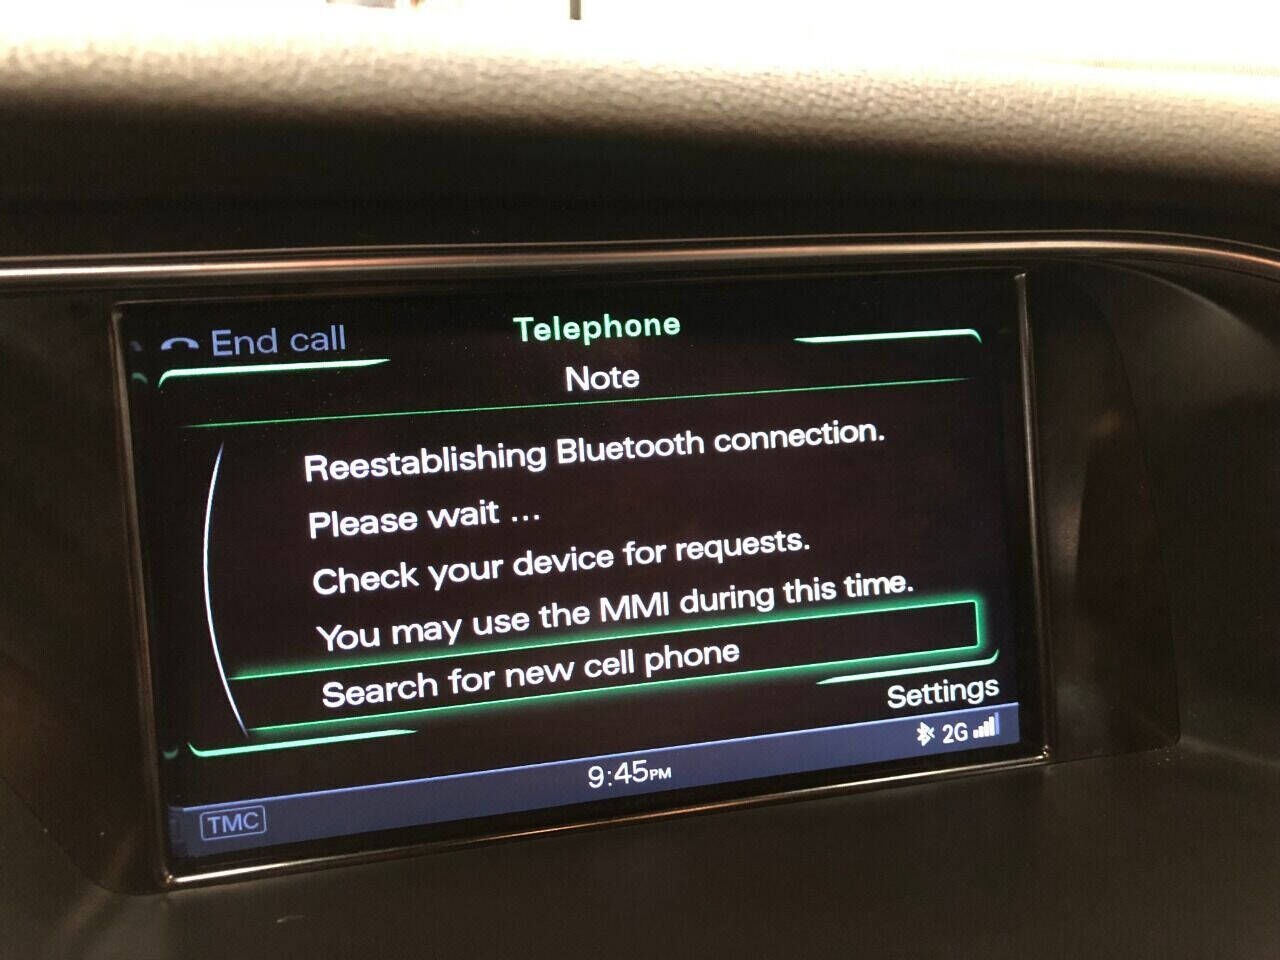 End call
Telephone
Note
Reestablishing Bluetooth connection.
Please wait ...
Check your device for requests.
You may use the MMI during this time.
Search for new cell phone
Settings
2G
9:45PM
TMC